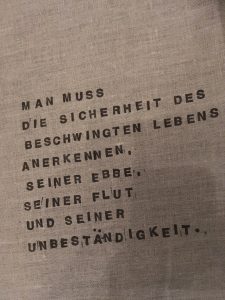 MAN MUSS
DIE SICHERHEIT DES
BESCHWINGTEN LEBENS
ANERKENNEN,
SEINER EBBE,
SEINER FLUT
UND SEINER
UNBESTÄNDIGKEIT.